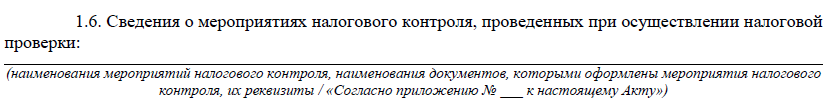 1.6. Сведения о мероприятиях налогового контроля, проведенных при осуществлении налоговой
проверки:
(наименования мероприятий налогового контроля, наименования документов, которыми оформлены мероприятия налогового
контроля, их реквизиты / «Согласно приложению № ___ к настоящему Акту»)